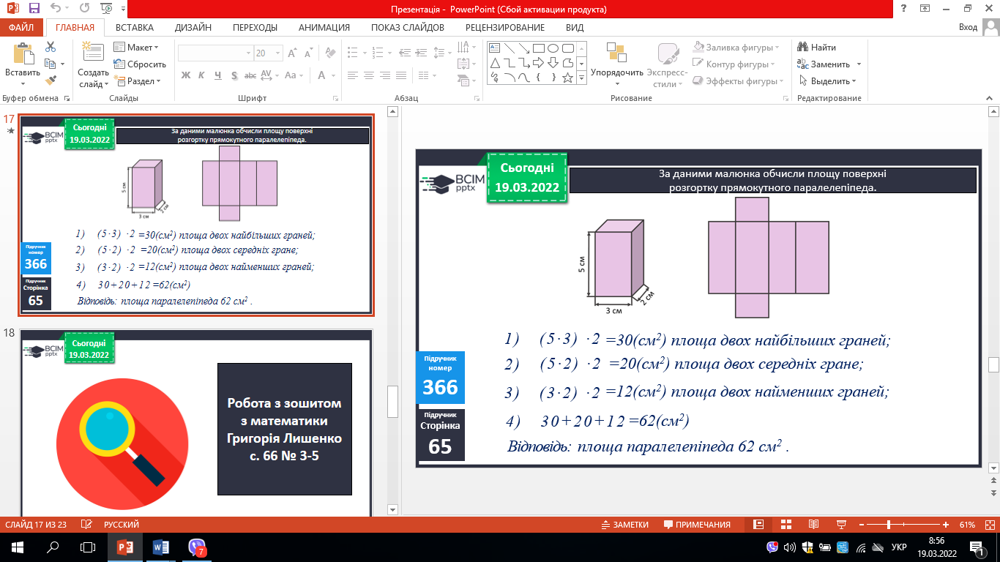 Презентація - PowerPoint (Сбой активации продукта)
ФАЙЛ ГЛАВНАЯ ВСТАВКА ДИЗАЙН ПЕРЕХОДЫ АНИМАЦИЯ ПОКАЗ СЛАЙДОВ РЕЦЕНЗИРОВАНИЕ ВИД Вход
Вставить
Создать слайд
Макет
Сбросить
Раздел
20
Ж К Ч S abc AV Aa A
Упорядочить
Экспресс-стили
Заливка фигуры
Контур фигуры
Эффекты фигуры
Найти
Заменить
Выделить
Буфер обмена Слайды Шрифт Абзац Рисование Редактирование
17
BCIM pptx
Сьогодні
19.03.2022
За даними малюнка обчисли площу поверхні
розгортку прямокутного паралелепіпеда.
5 см
3 см
2 см
1) (5·3) ·2 =30(см²) площа двох найбільших граней;
2) (5·2) ·2 =20(см²) площа двох середніх гране;
3) (3·2) ·2 =12(см²) площа двох найменших граней;
4) 30+20+12 =62(см²)
Відповідь: площа паралелепіпеда 62 см² .
Підручник
номер
366
Підручник
Сторінка
65
18
BCIM pptx
Сьогодні
19.03.2022
Робота з зошитом
з математики
Григорія Лишенко
с. 66 № 3-5
BCIM
pptx
Сьогодні
19.03.2022
За даними малюнка обчисли площу поверхні
розгортку прямокутного паралелепіпеда.
5 см
3 см
2 см
1) (5·3) ·2 =30(см²) площа двох найбільших граней;
2) (5·2) ·2 =20(см²) площа двох середніх гране;
3) (3·2) ·2 =12(см²) площа двох найменших граней;
4) 30+20+12 =62(см²)
Відповідь: площа паралелепіпеда 62 см² .
Підручник
номер
366
Підручник
Сторінка
65
СЛАЙД 17 ИЗ 23 РУССКИЙ ЗАМЕТКИ ПРИМЕЧАНИЯ 61%
7
УКР
8:56
19.03.2022
1